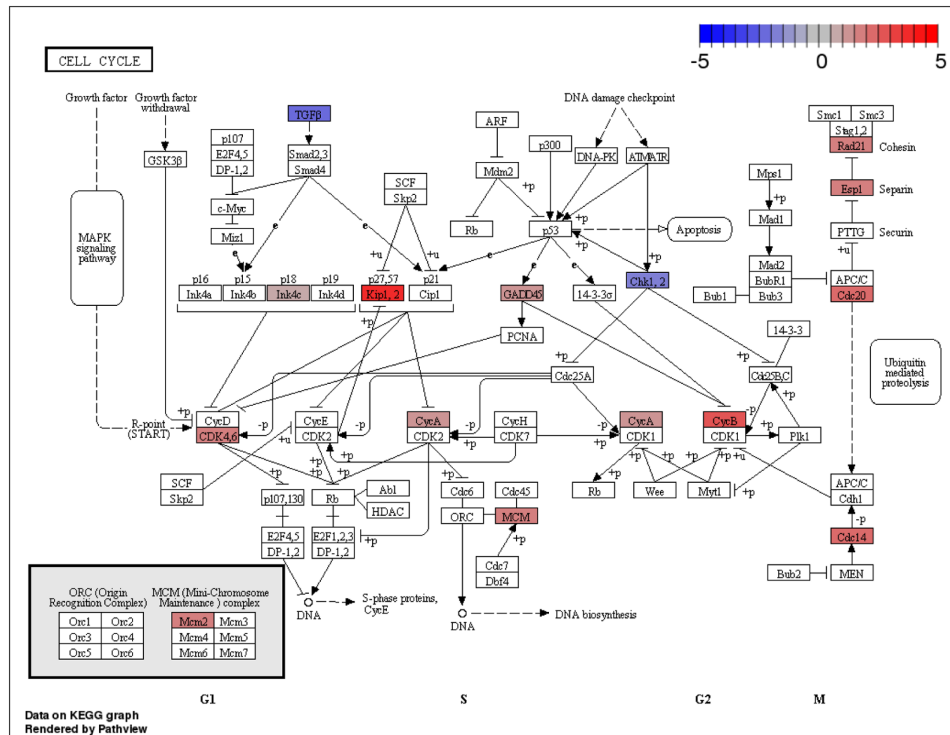 CELL CYCLE
-5 0 5
Growth factor
Growth factor
withdrawal
TGFβ
DNA damage checkpoint
Smc1 Smc3
Stag1,2
Rad21 Cohesin
ARF
p107
E2F4,5
DP-1,2
GSK3β
Smad2,3
Smad4
p300
DNA-PK
ATM/ATR
Mdm2
+p
SCF
Skp2
Mps1
+p
Esp1 Separin
c-Myc
Miz1
MAPK
signaling
pathway
e
e
+u
Rb
p53
+p
+p
Apoptosis
Mad1
PTTG Securin
+u
Mad2
BubR1
Bub3
Bub1
APC/C
Cdc20
e
+u
e
e
+p
p16
Ink4a
p15
Ink4b
p18
Ink4c
p19
Ink4d
p27,57
Kip1, 2
p21
Cip1
GADD45
14-3-3σ
Chk1, 2
+p
PCNA
14-3-3
+p
+p
Cdc25A
Cdc25B,C
-p
Ubiquitin
mediated
proteolysis
R-point
(START)
+p
CycD
CDK4,6
-p
+u
CycE
CDK2
-p
CycA
CDK2
-p
+p
CycH
CDK7
-p
+p
CycA
CDK1
-p
CycB
CDK1
+p
+u
+p
Plk1
SCF
Skp2
+p
+p
+p
+p
+p
+p
+p
+p
+p
+p
p107,130
Rb
Abl
HDAC
Cdc6
Cdc45
ORC
MCM
Rb
Wee
Myt1
APC/C
Cdh1
-p
E2F4,5
DP-1,2
E2F1,2,3
DP-1,2
+p
+p
Cdc7
Dbf4
Cdc14
Bub2
MEN
ORC (Origin
Recognition Complex)
MCM (Mini-Chromosome
Maintenance ) complex
Orc1 Orc2 Mcm2 Mcm3
Orc3 Orc4 Mcm4 Mcm5
Orc5 Orc6 Mcm6 Mcm7
DNA
S-phase proteins,
CycE
DNA
DNA biosynthesis
G1 S G2 M
Data on KEGG graph
Rendered by Pathview